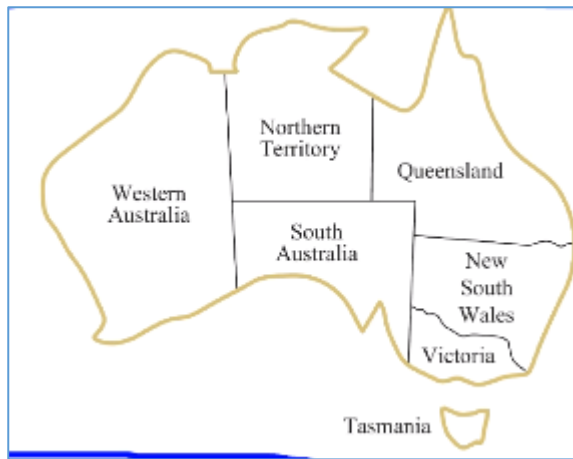 Northern
Territory
Western
Australia
Queensland
South
Australia
New
South
Wales
Victoria
Tasmania